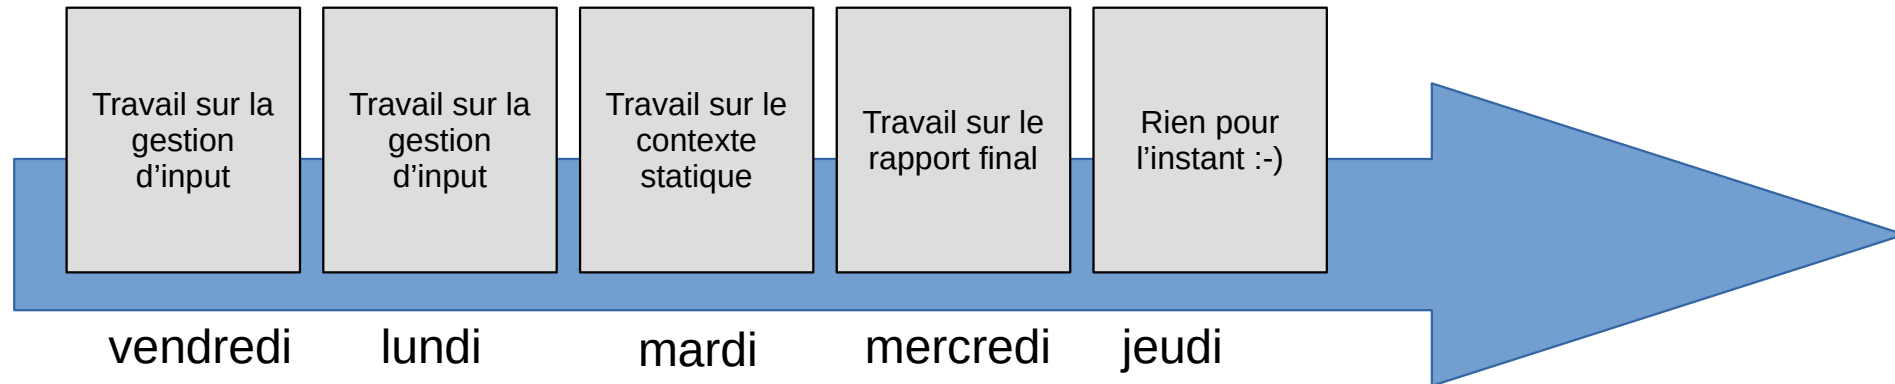 Travail sur la
gestion
d’input
Travail sur la
gestion
d’input
Travail sur le
contexte
statique
Travail sur le
rapport final
Rien pour
l’instant :-)
vendredi
lundi
mardi
mercredi
jeudi